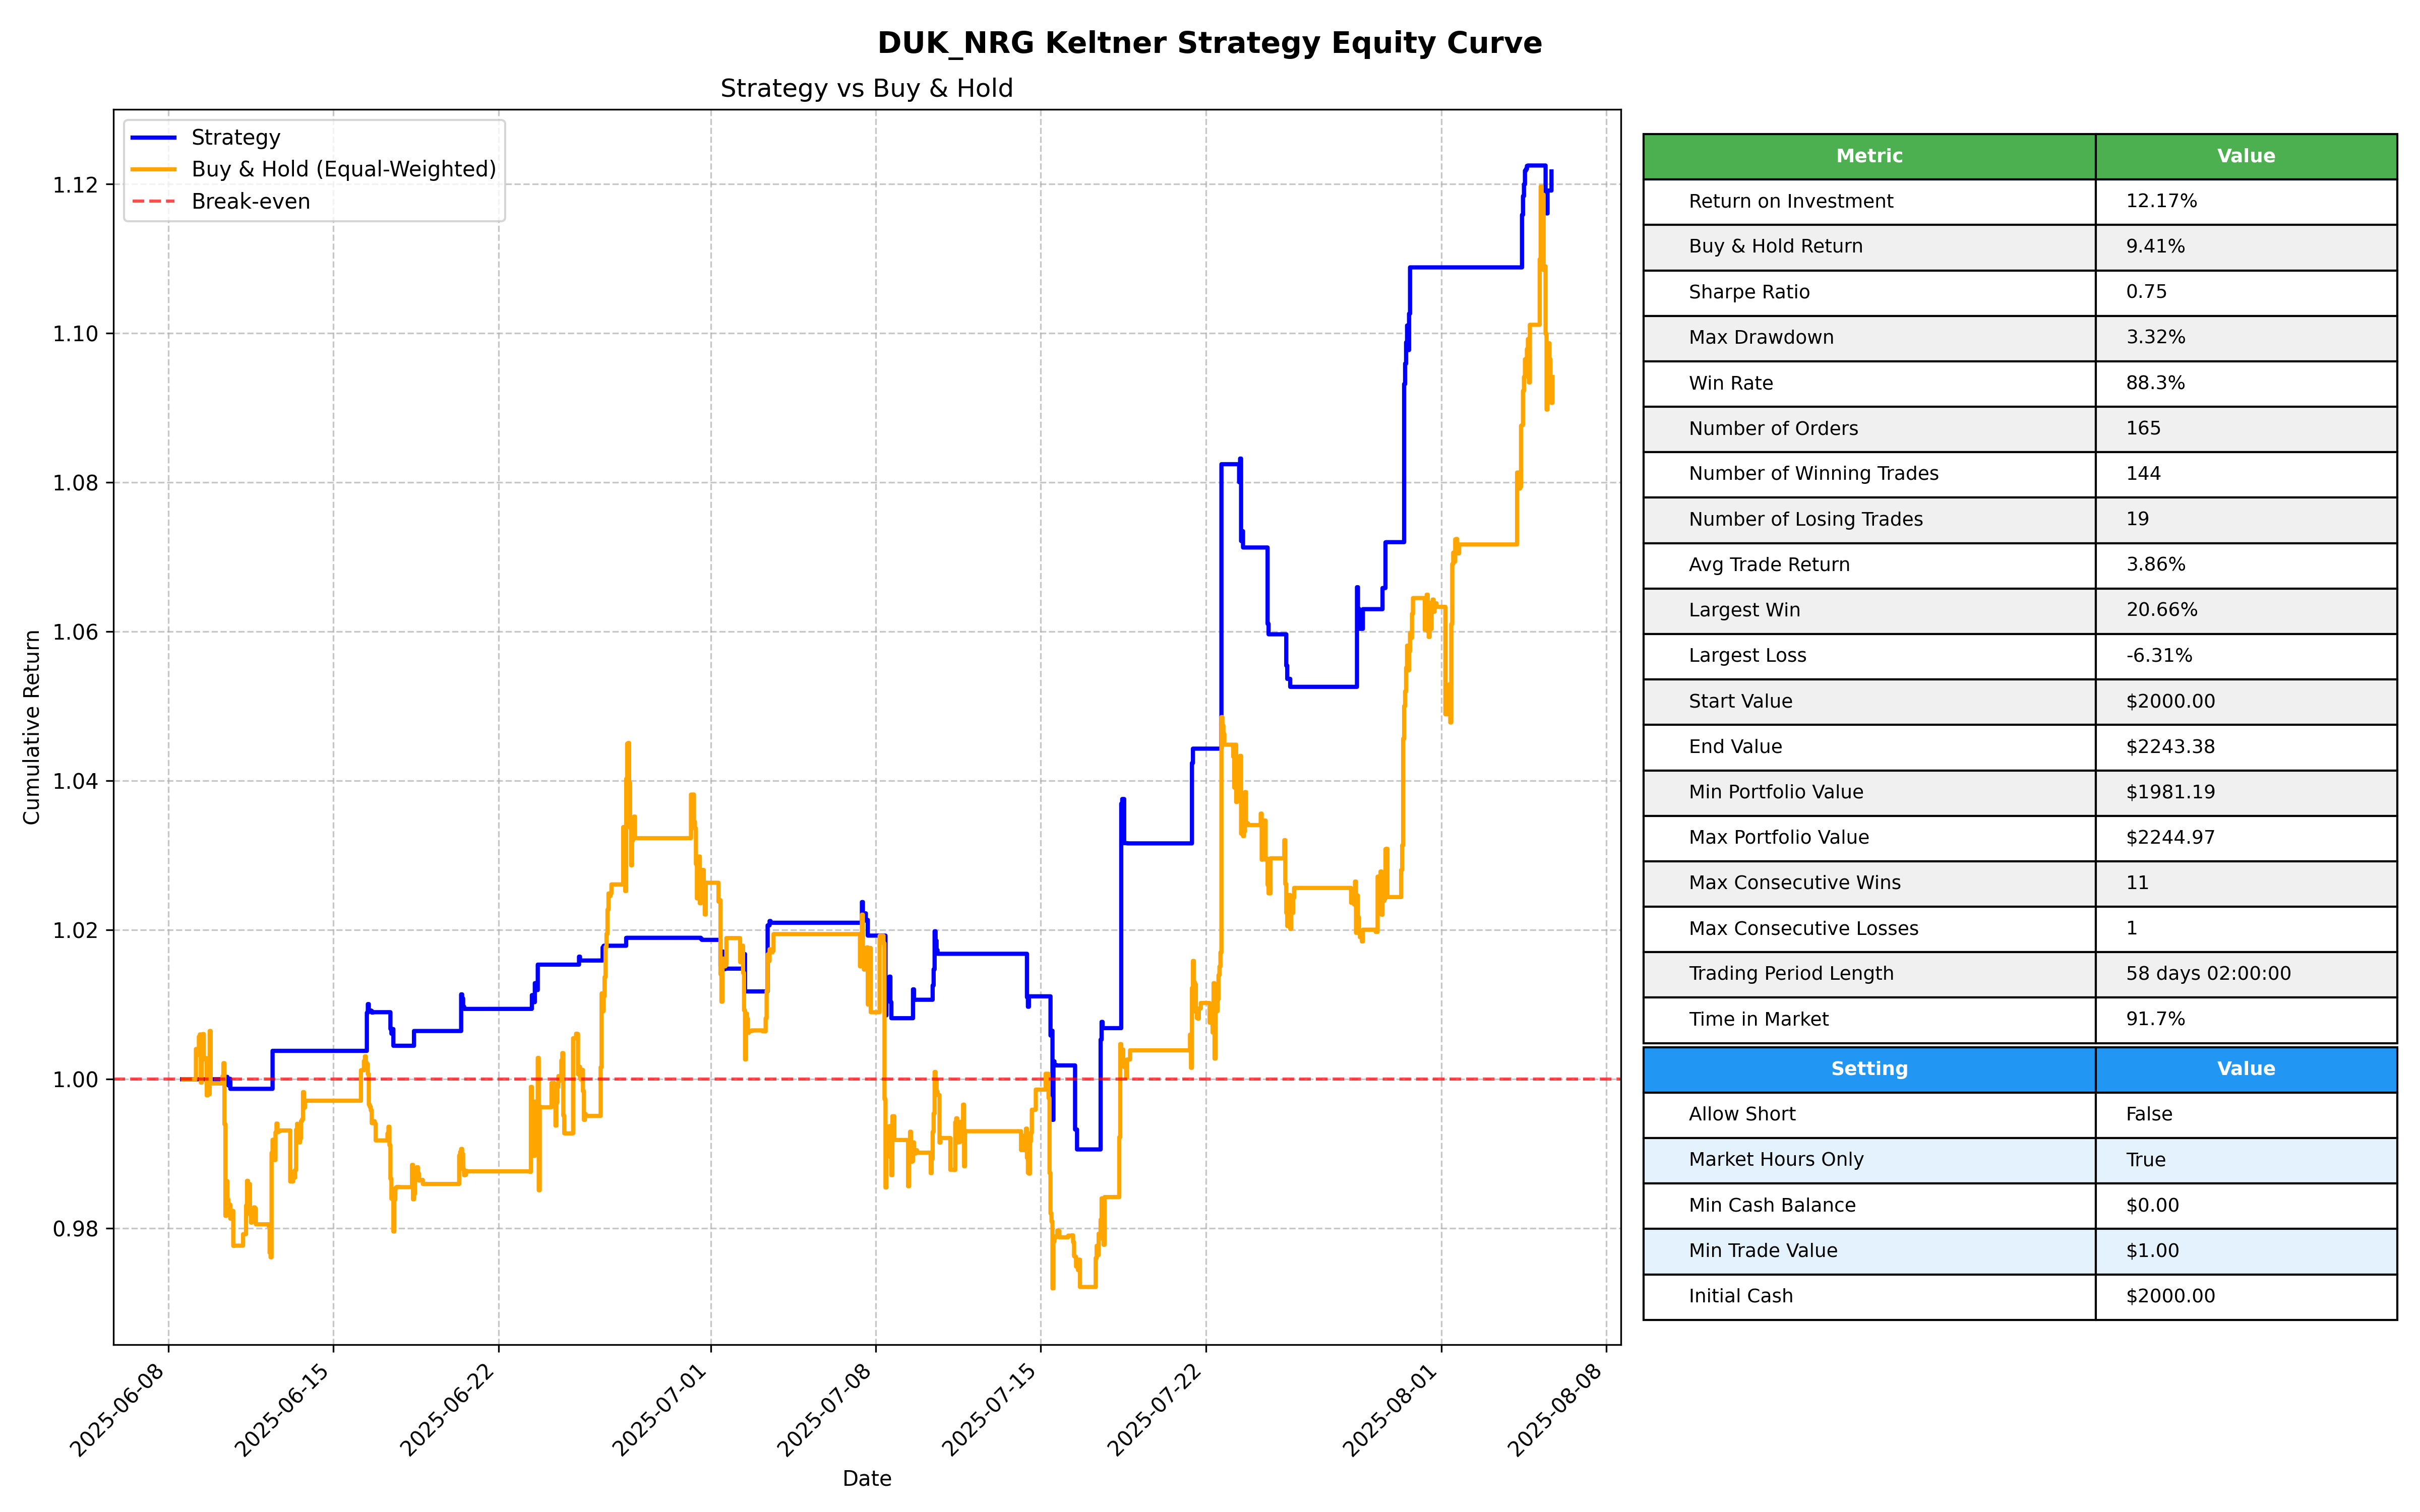 DUK_NRG Keltner Strategy Equity Curve
Strategy vs Buy & Hold
Strategy
Buy & Hold (Equal-Weighted)
Break-even
1.12
1.10
1.08
1.06
1.04
1.02
1.00
0.98
Cumulative Return
2025-06-08
2025-06-15
2025-06-22
2025-07-01
2025-07-08
2025-07-15
2025-07-22
2025-08-01
2025-08-08
Date
Metric Value
Return on Investment 12.17%
Buy & Hold Return 9.41%
Sharpe Ratio 0.75
Max Drawdown 3.32%
Win Rate 88.3%
Number of Orders 165
Number of Winning Trades 144
Number of Losing Trades 19
Avg Trade Return 3.86%
Largest Win 20.66%
Largest Loss -6.31%
Start Value $2000.00
End Value $2243.38
Min Portfolio Value $1981.19
Max Portfolio Value $2244.97
Max Consecutive Wins 11
Max Consecutive Losses 1
Trading Period Length 58 days 02:00:00
Time in Market 91.7%
Setting Value
Allow Short False
Market Hours Only True
Min Cash Balance $0.00
Min Trade Value $1.00
Initial Cash $2000.00